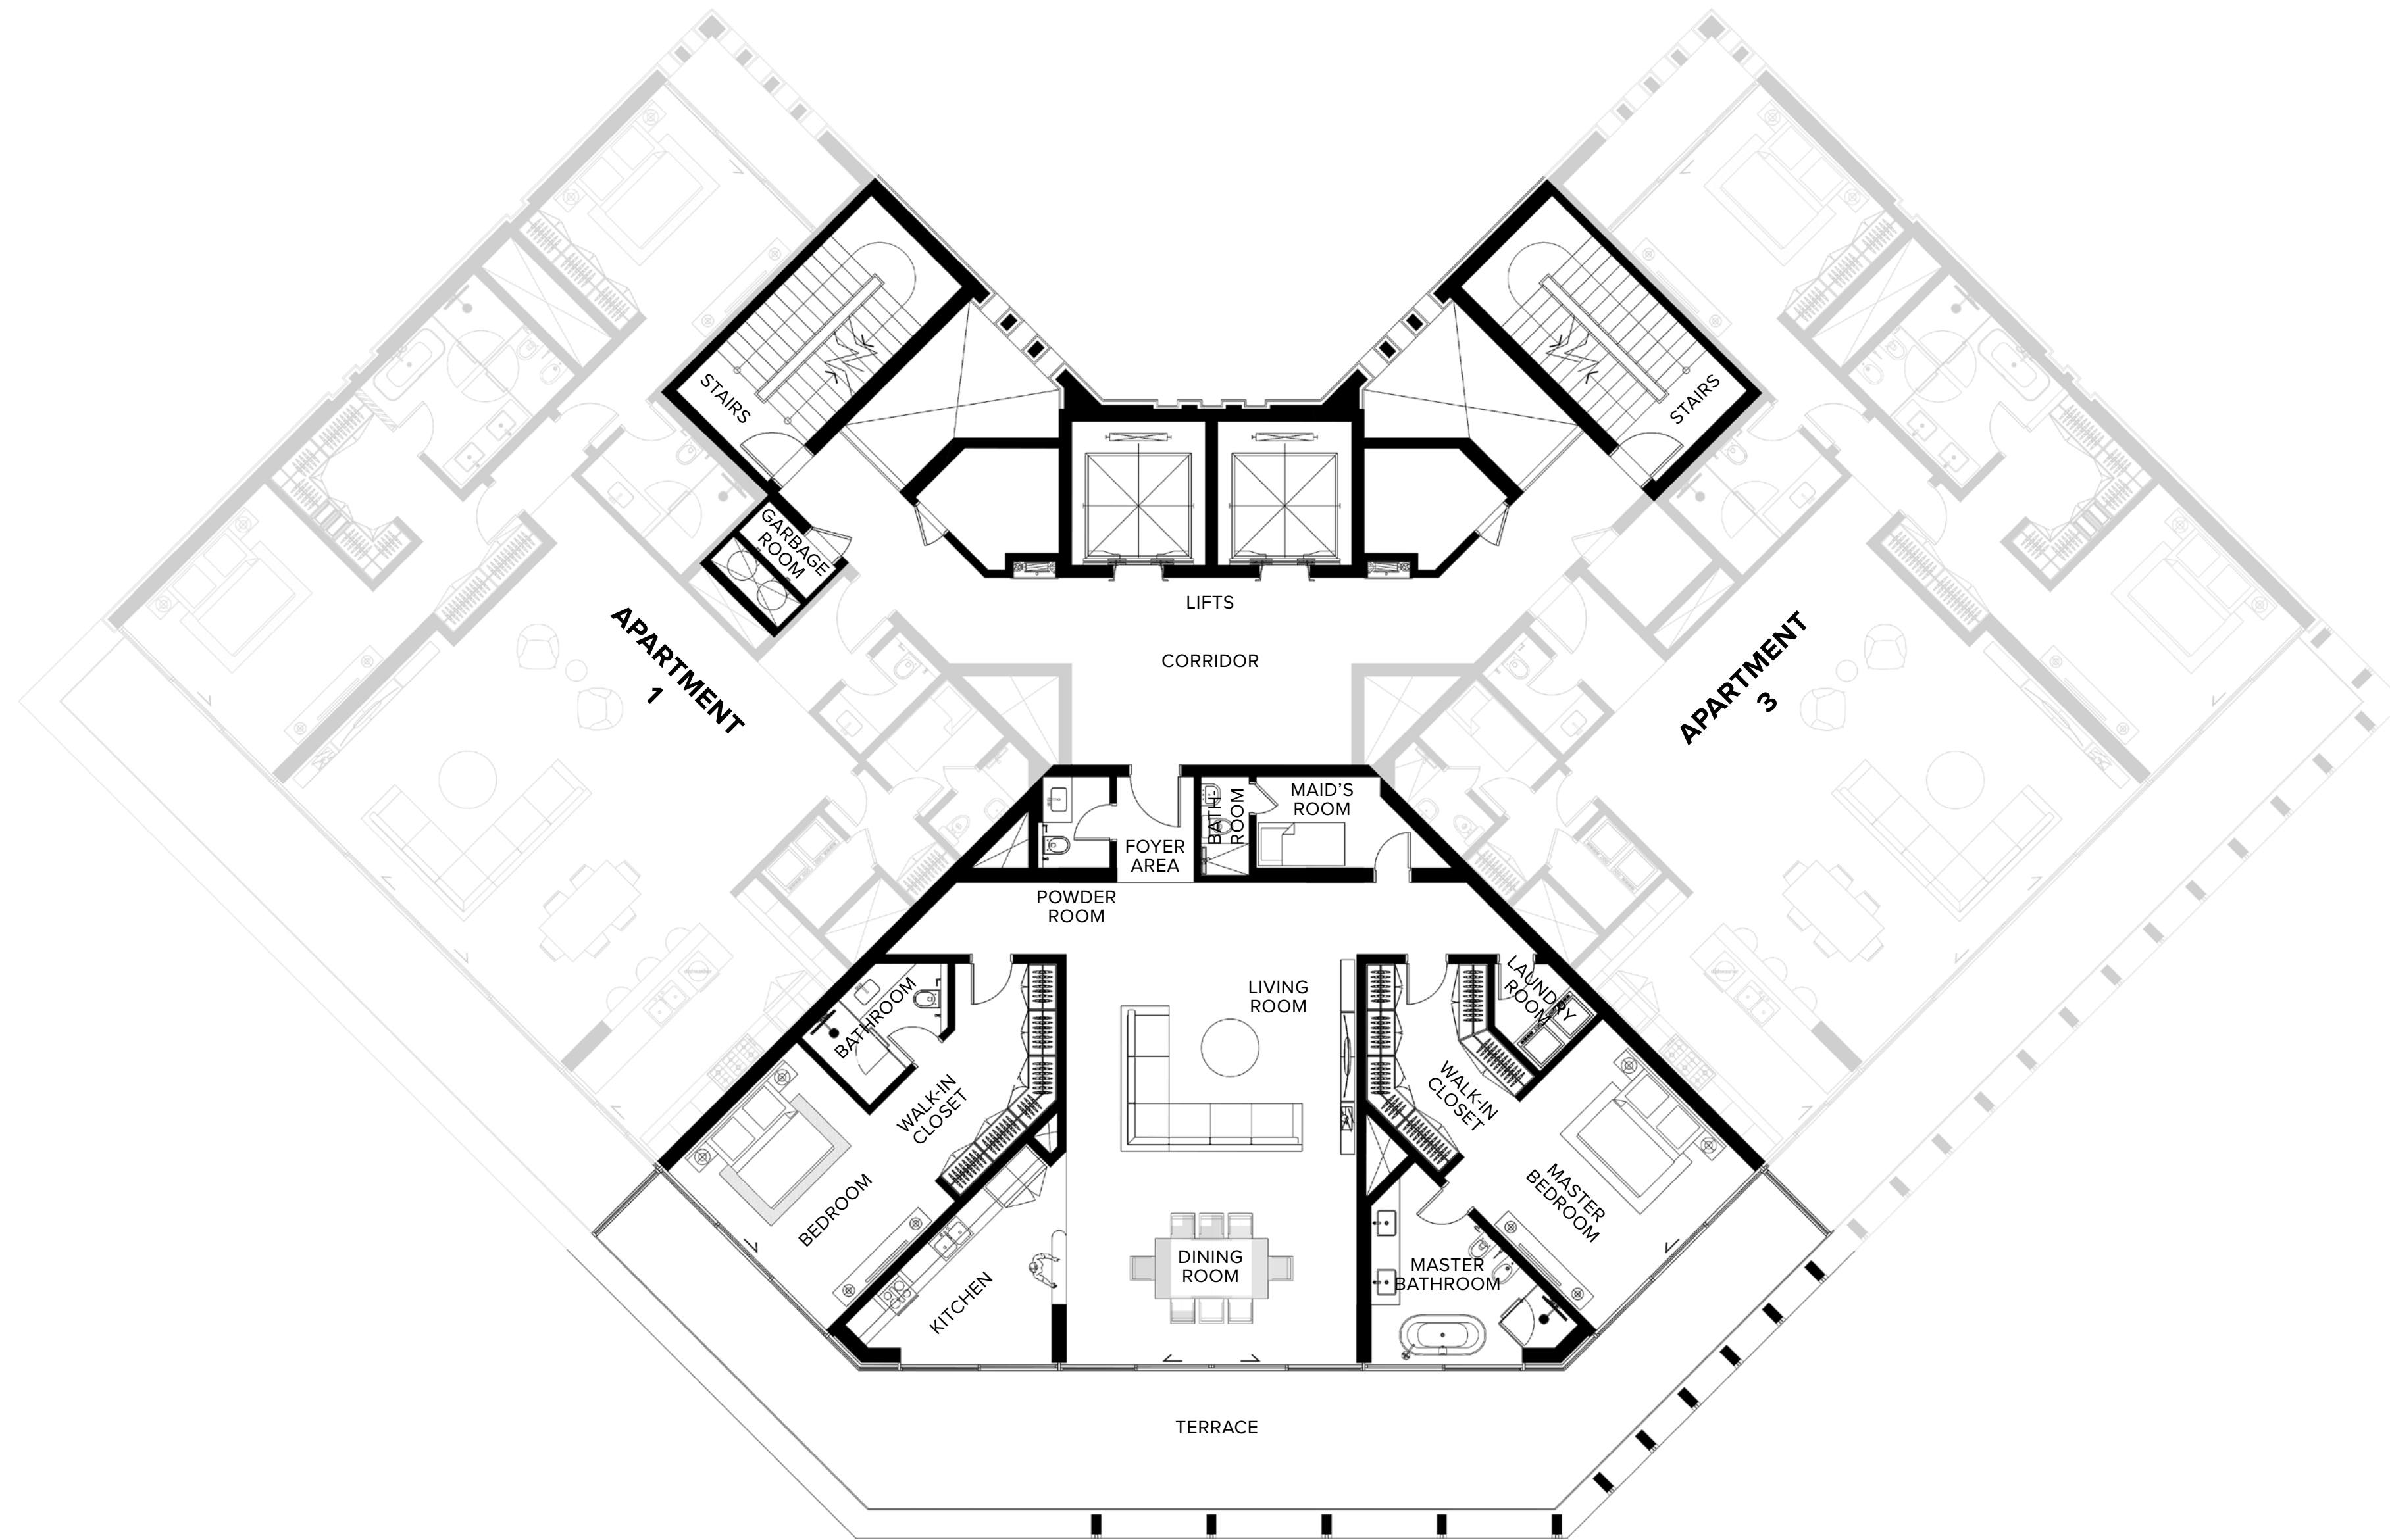 STAIRS
STAIRS
GARBAGE
ROOM
LIFTS
CORRIDOR
APARTMENT
1
APARTMENT
3
MAID'S
ROOM
BATH-
ROOM
FOYER
AREA
POWDER
ROOM
LIVING
ROOM
LAUNDRY
ROOM
BATHROOM
WALK-IN
CLOSET
WALK-IN
CLOSET
BEDROOM
MASTER
BEDROOM
DINING
ROOM
MASTER
BATHROOM
KITCHEN
TERRACE